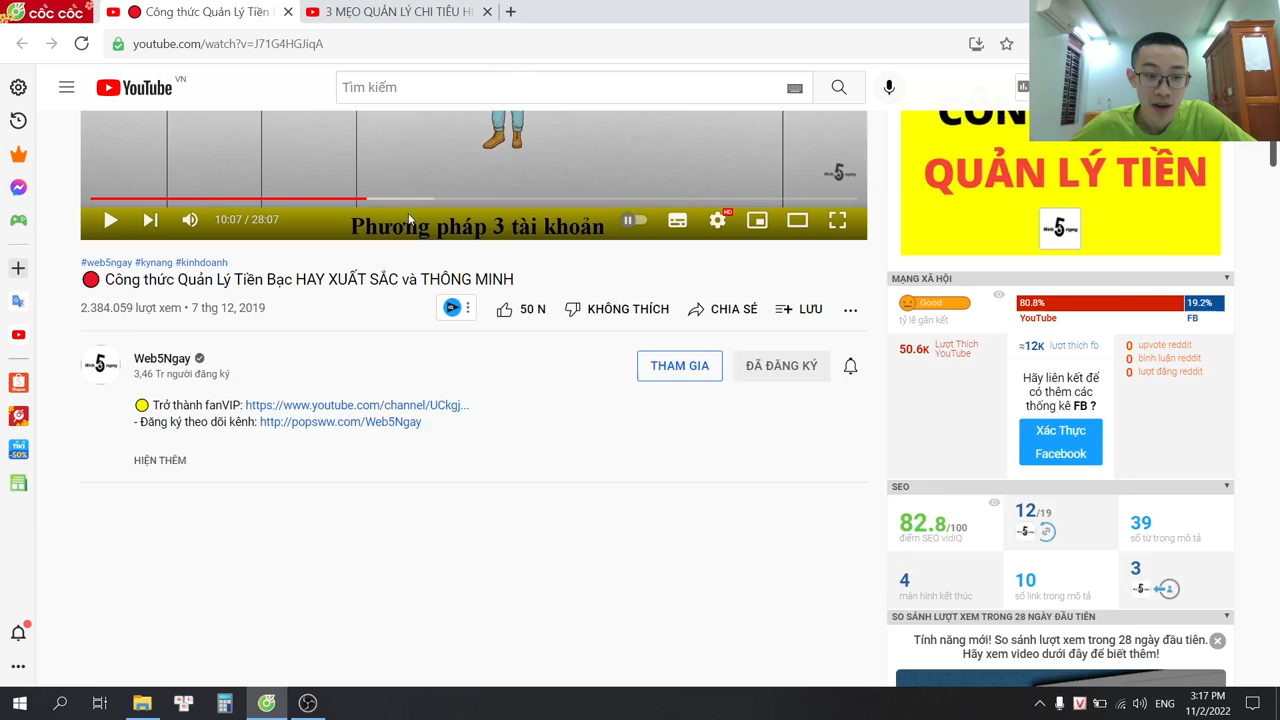 cốc cốc
Công thức Quản Lý Tiền
3 MẸO QUẢN LÝ CHI TIÊU H
youtube.com/watch?v=J71G4HGJiqA
YouTube VN
Tìm kiếm
QUẢN LÝ TIỀN
10:07 / 28:07
Phương pháp 3 tài khoản
HD
#web5ngay #kynang #kinhdoanh
Công thức Quản Lý Tiền Bạc HAY XUẤT SẮC và THÔNG MINH
2.384.059 lượt xem • 7 thg 12, 2019
50 N
KHÔNG THÍCH
CHIA SẺ
LƯU
Web5Ngay
3,46 Tr người đăng ký
THAM GIA
ĐÃ ĐĂNG KÝ
Trở thành fanVIP: https://www.youtube.com/channel/UCkgj...
- Đăng ký theo dõi kênh: http://popsww.com/Web5Ngay
HIỆN THÊM
MẠNG XÃ HỘI
Good
tỷ lệ gắn kết
80.8%
19.2%
YouTube
FB
50.6K Lượt Thích YouTube
≈12K lượt thích fb
0 upvote reddit
0 bình luận reddit
0 lượt đăng reddit
Hãy liên kết để
có thêm các
thống kê FB ?
Xác Thực
Facebook
SEO
82.8/100
điểm SEO vidIQ
12/19
39
số từ trong mô tả
4
màn hình kết thúc
10
số link trong mô tả
3
SO SÁNH LƯỢT XEM TRONG 28 NGÀY ĐẦU TIÊN
Tính năng mới! So sánh lượt xem trong 28 ngày đầu tiên.
Hãy xem video dưới đây để biết thêm!
ENG
3:17 PM
11/2/2022